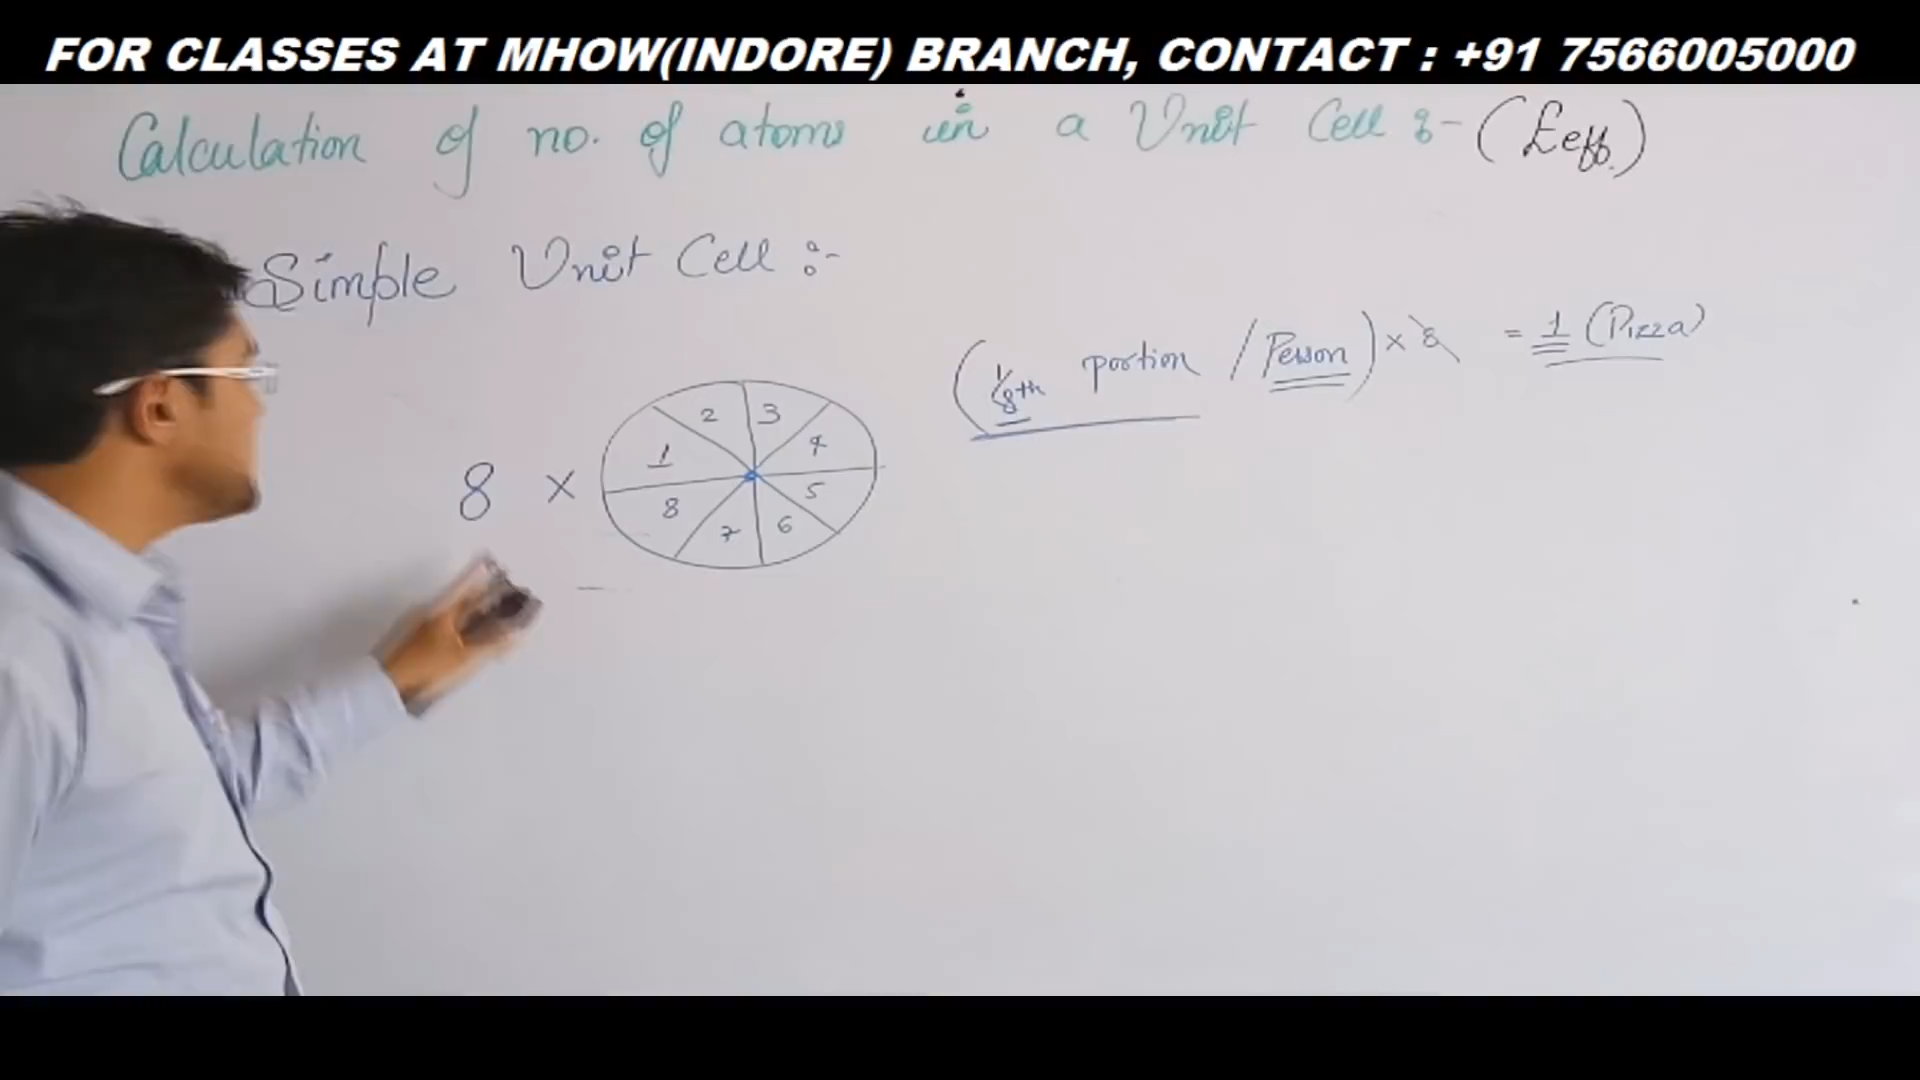 FOR CLASSES AT MHOW(INDORE) BRANCH, CONTACT : +91 7566005000
Calculation of no. of atoms in a Unit Cell :- (Zeff.)
Simple Unit Cell :-
(1/8th portion / Person) × 8 = 1 (Pizza)
8 ×
2 3
1 4
8 5
7 6